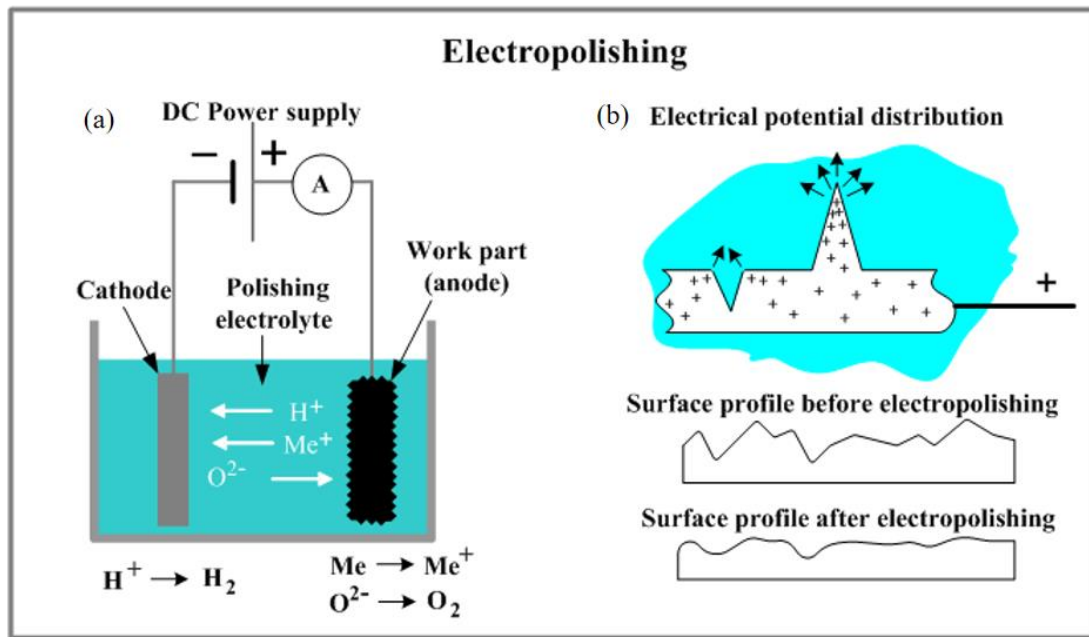 Electropolishing
(a)
DC Power supply
− +
A
Work part
(anode)
Cathode
Polishing
electrolyte
H⁺
Me⁺
O²⁻
H⁺ → H₂
Me → Me⁺
O²⁻ → O₂
(b)
Electrical potential distribution
+
Surface profile before electropolishing
Surface profile after electropolishing